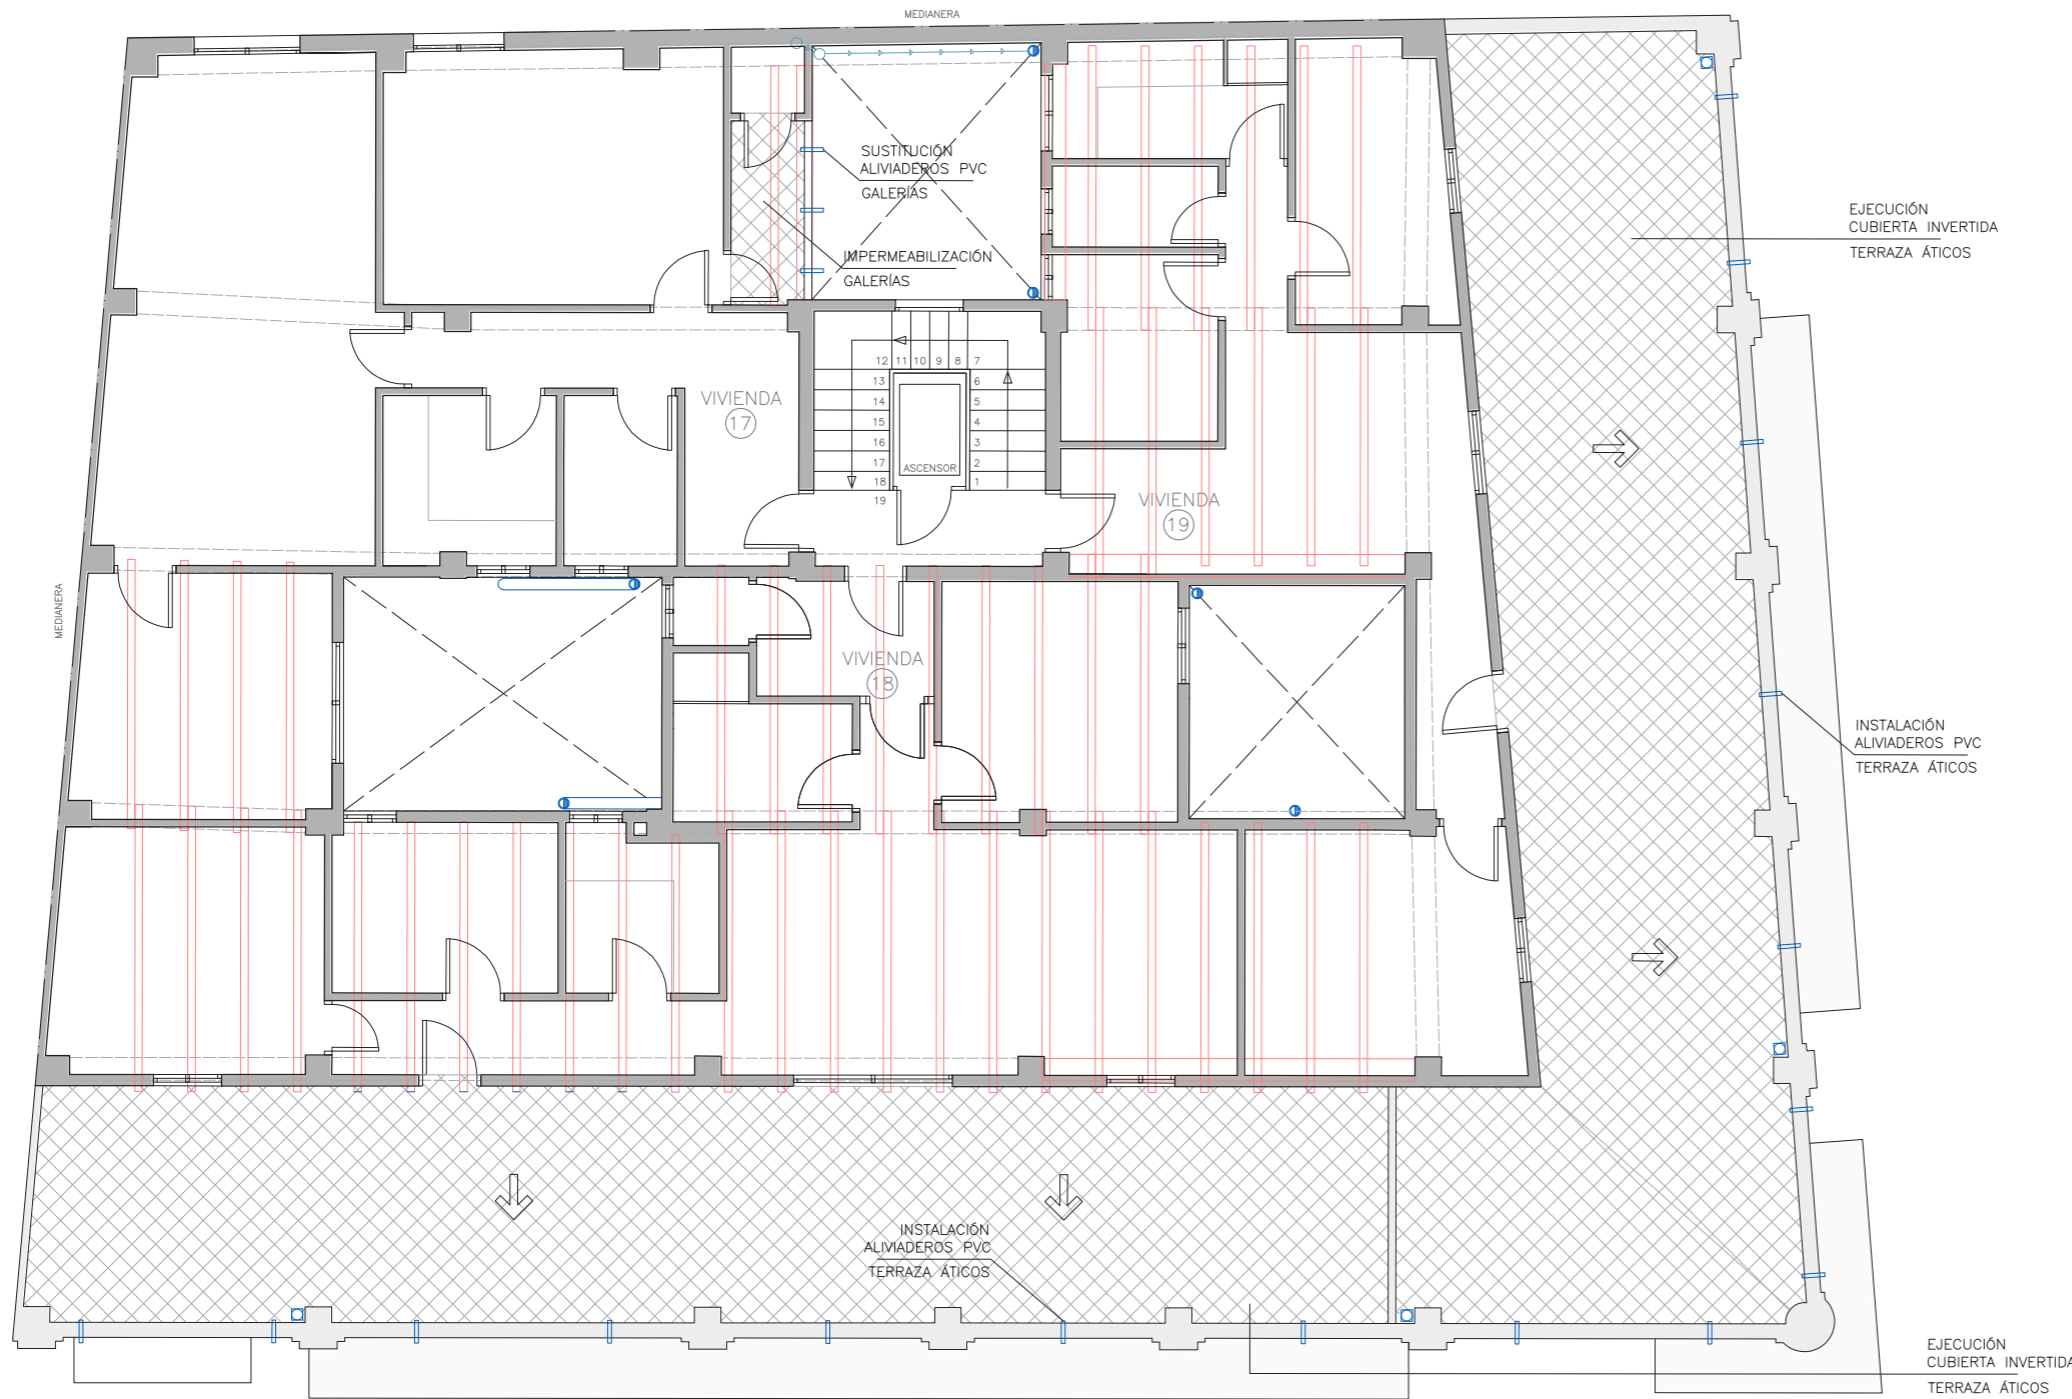 MEDIANERA
SUSTITUCIÓN
ALIVIADEROS PVC
GALERÍAS
IMPERMEABILIZACIÓN
GALERÍAS
EJECUCIÓN
CUBIERTA INVERTIDA
TERRAZA ÁTICOS
12 11 10 9 8 7
13 6
14 5
15 4
16 3
17 2
18 1
19
ASCENSOR
VIVIENDA
17
VIVIENDA
19
MEDIANERA
VIVIENDA
18
INSTALACIÓN
ALIVIADEROS PVC
TERRAZA ÁTICOS
INSTALACIÓN
ALIVIADEROS PVC
TERRAZA ÁTICOS
EJECUCIÓN
CUBIERTA INVERTIDA
TERRAZA ÁTICOS